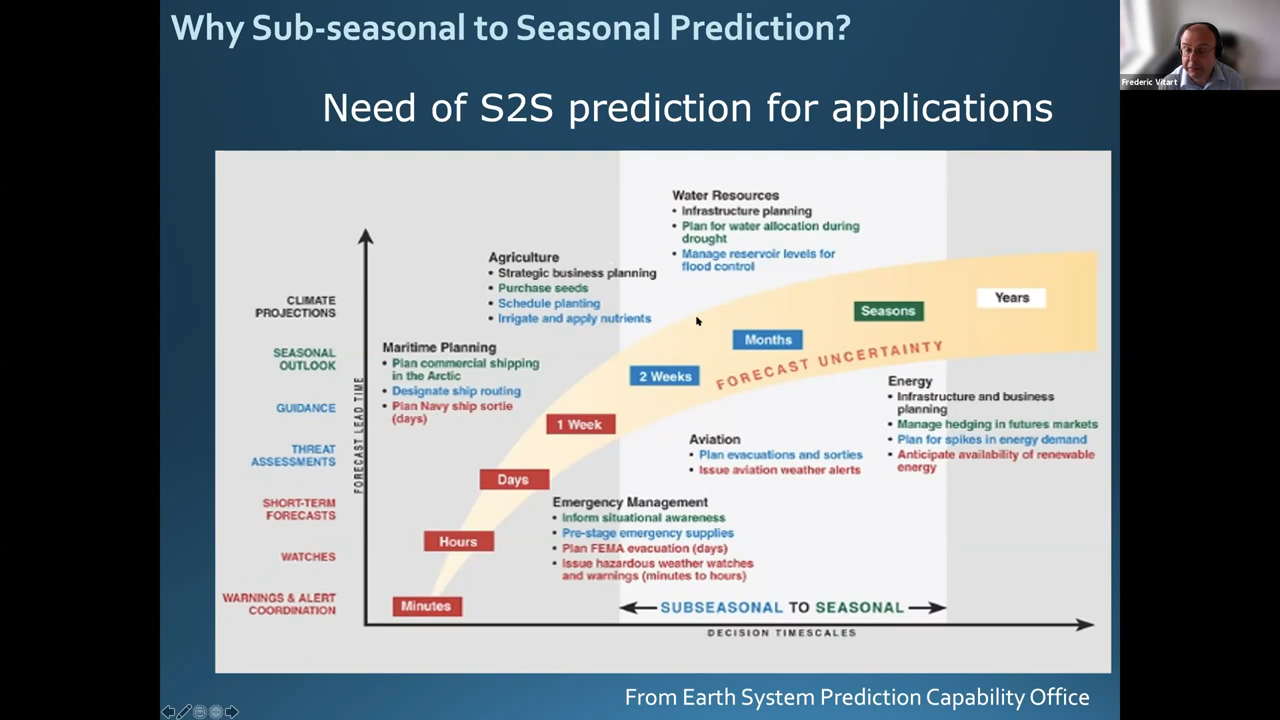 Why Sub-seasonal to Seasonal Prediction?
Frederic Vitart
Need of S2S prediction for applications
Water Resources
• Infrastructure planning
• Plan for water allocation during
drought
• Manage reservoir levels for
flood control
Agriculture
• Strategic business planning
• Purchase seeds
• Schedule planting
• Irrigate and apply nutrients
Maritime Planning
• Plan commercial shipping
in the Arctic
• Designate ship routing
• Plan Navy ship sortie
(days)
CLIMATE
PROJECTIONS
SEASONAL
OUTLOOK
GUIDANCE
THREAT
ASSESSMENTS
SHORT-TERM
FORECASTS
WATCHES
WARNINGS & ALERT
COORDINATION
FORECAST LEAD TIME
Years
Seasons
Months
2 Weeks
1 Week
Days
Hours
Minutes
FORECAST UNCERTAINTY
Energy
• Infrastructure and business
planning
• Manage hedging in futures markets
• Plan for spikes in energy demand
• Anticipate availability of renewable
energy
Aviation
• Plan evacuations and sorties
• Issue aviation weather alerts
Emergency Management
• Inform situational awareness
• Pre-stage emergency supplies
• Plan FEMA evacuation (days)
• Issue hazardous weather watches
and warnings (minutes to hours)
SUBSEASONAL TO SEASONAL
DECISION TIMESCALES
From Earth System Prediction Capability Office